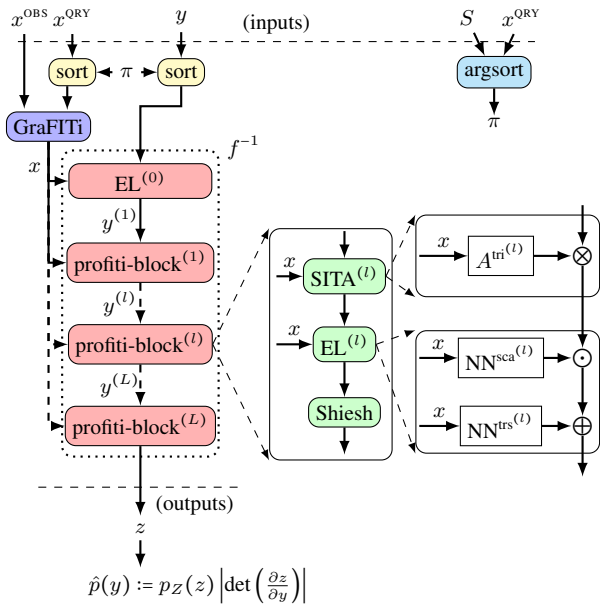 (inputs)
x^OBS x^QRY y S x^QRY
sort π sort argsort
GraFITi π
x f^{-1}
EL^(0)
y^(1)
profiti-block^(1)
y^(l)
profiti-block^(l)
y^(L)
profiti-block^(L)
x SITA^(l)
x EL^(l)
Shiesh
x A^{tri^(l)} ⊗
x NN^{sca^(l)} ⊙
x NN^{trs^(l)} ⊕
(outputs)
z
p̂(y) := p_Z(z) |det (∂z/∂y)|